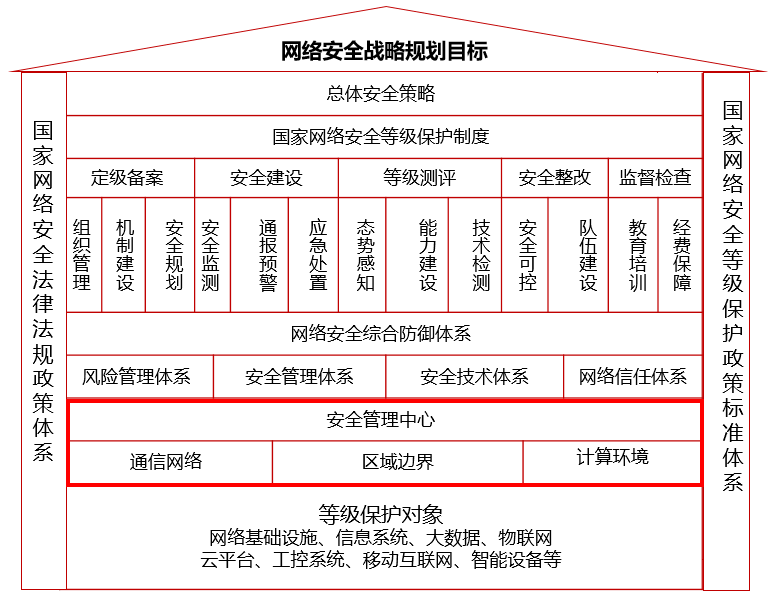 网络安全战略规划目标
国家网络安全法律法规政策体系
总体安全策略
国家网络安全等级保护制度
定级备案
安全建设
等级测评
安全整改
监督检查
组织管理
机制建设
安全规划
安全监测
通报预警
应急处置
态势感知
能力建设
技术检测
安全可控
队伍建设
教育培训
经费保障
网络安全综合防御体系
风险管理体系
安全管理体系
安全技术体系
网络信任体系
安全管理中心
通信网络
区域边界
计算环境
等级保护对象
网络基础设施、信息系统、大数据、物联网
云平台、工控系统、移动互联网、智能设备等
国家网络安全等级保护政策标准体系